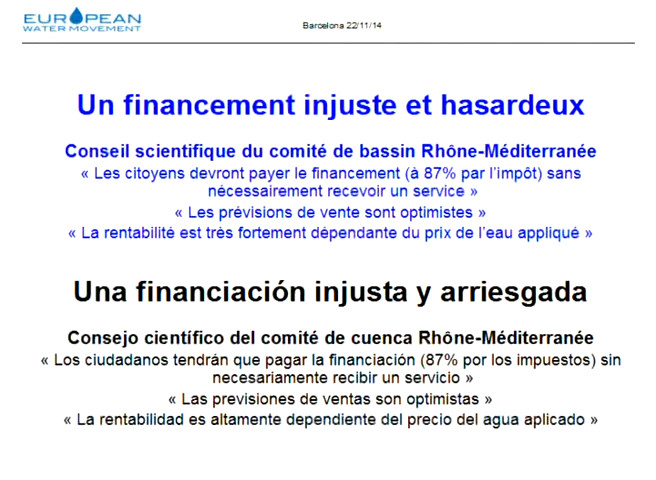 EUROPEAN
WATER MOVEMENT
Barcelona 22/11/14
Un financement injuste et hasardeux
Conseil scientifique du comité de bassin Rhône-Méditerranée
« Les citoyens devront payer le financement (à 87% par l'impôt) sans
nécessairement recevoir un service »
« Les prévisions de vente sont optimistes »
« La rentabilité est très fortement dépendante du prix de l'eau appliqué »
Una financiación injusta y arriesgada
Consejo científico del comité de cuenca Rhône-Méditerranée
« Los ciudadanos tendrán que pagar la financiación (87% por los impuestos) sin
necesariamente recibir un servicio »
« Las previsiones de ventas son optimistas »
« La rentabilidad es altamente dependiente del precio del agua aplicado »